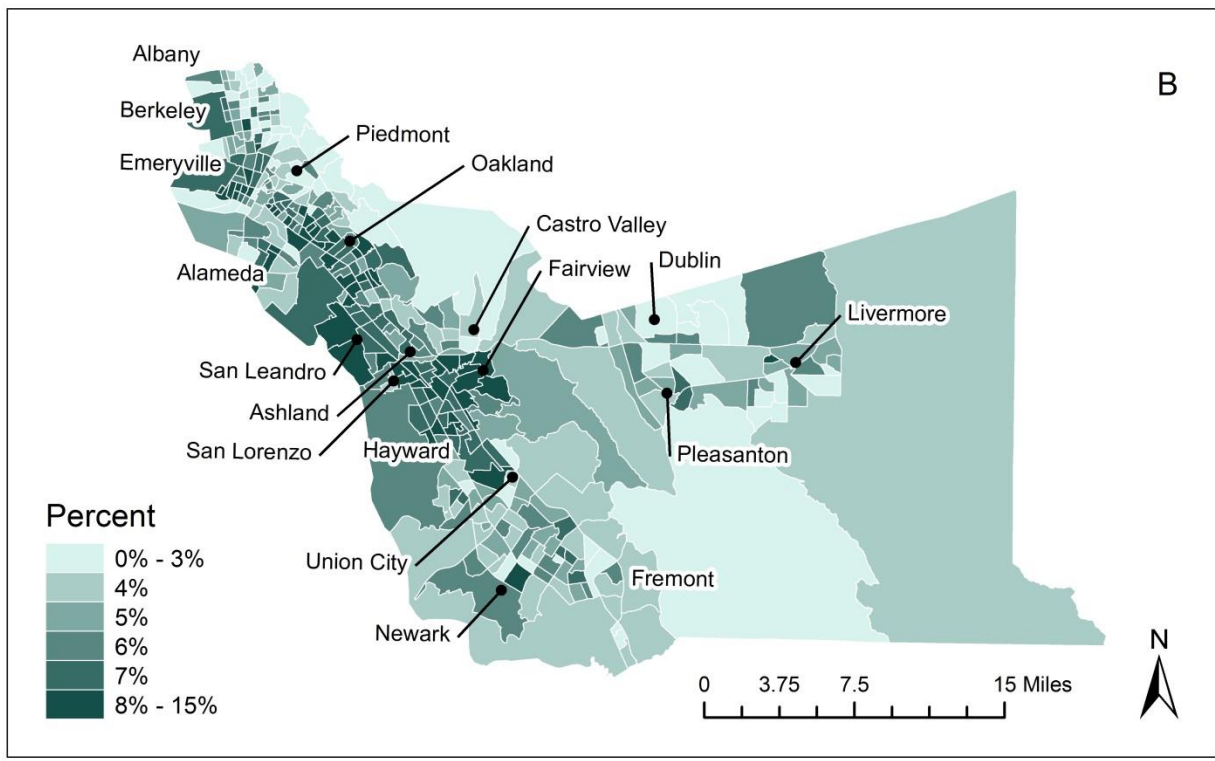 B
Albany
Berkeley
Piedmont
Emeryville
Oakland
Castro Valley
Fairview
Dublin
Alameda
Livermore
San Leandro
Ashland
San Lorenzo
Hayward
Pleasanton
Percent
0% - 3%
4%
5%
6%
7%
8% - 15%
Union City
Fremont
Newark
N
0 3.75 7.5 15 Miles